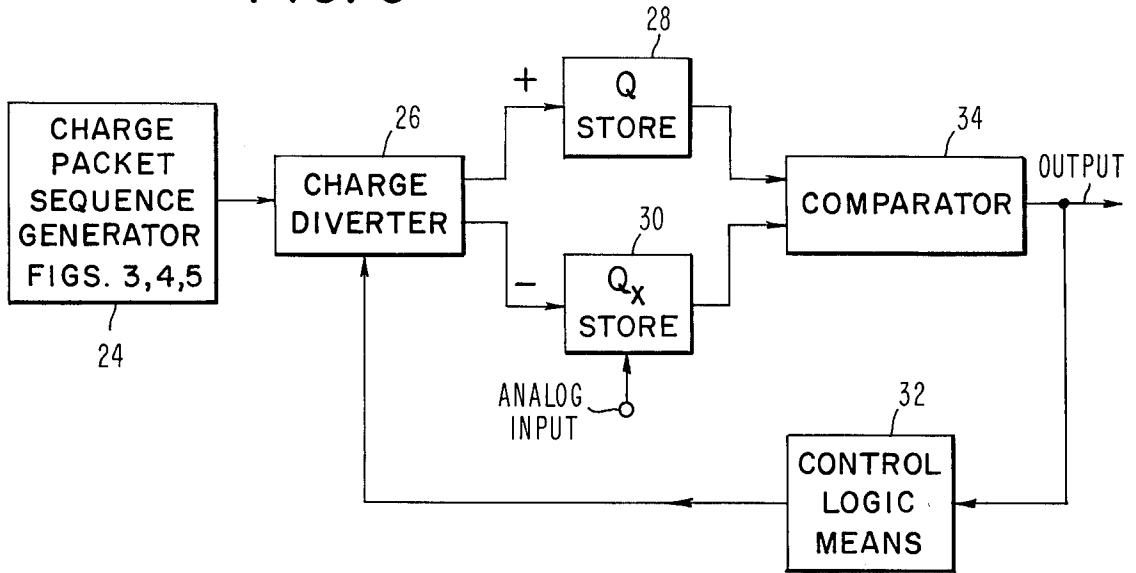 28
+
Q
STORE
CHARGE
PACKET
SEQUENCE
GENERATOR
FIGS. 3,4,5
24
26
CHARGE
DIVERTER
34
COMPARATOR
OUTPUT
30
−
Qx
STORE
ANALOG
INPUT
32
CONTROL
LOGIC
MEANS